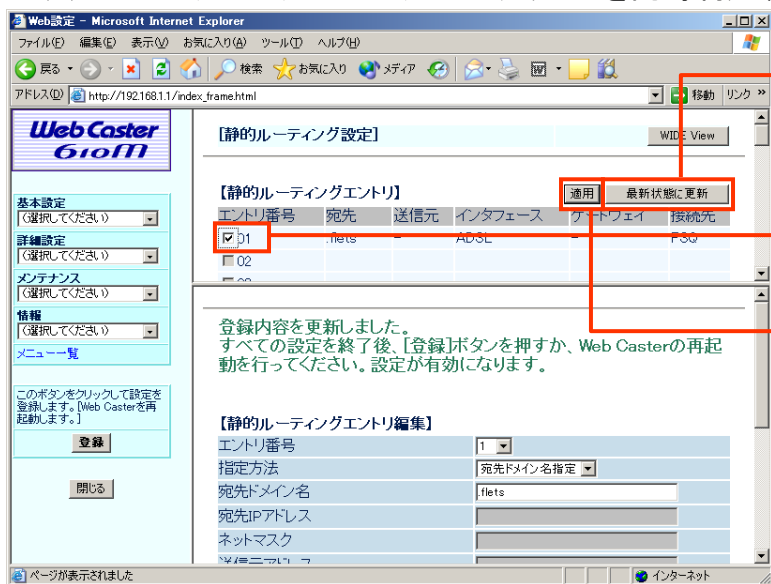 Web設定 - Microsoft Internet Explorer
ファイル(F) 編集(E) 表示(V) お気に入り(A) ツール(T) ヘルプ(H)
戻る 検索 お気に入り メディア
アドレス(D) http://192.168.1.1/index_frame.html 移動 リンク »
Web Caster
610M
基本設定
(選択してください)
詳細設定
(選択してください)
メンテナンス
(選択してください)
情報
(選択してください)
メニュー一覧
このボタンをクリックして設定を
登録します。[Web Casterを再
起動します。]
登録
閉じる
[静的ルーティング設定] WIDE View
【静的ルーティングエントリ】 適用 最新状態に更新
エントリ番号 宛先 送信元 インタフェース ゲートウェイ 接続先
01 .flets - ADSL - FSQ
02
登録内容を更新しました。
すべての設定を終了後、[登録]ボタンを押すか、Web Casterの再起
動を行ってください。設定が有効になります。
【静的ルーティングエントリ編集】
エントリ番号 1
指定方法 宛先ドメイン名指定
宛先ドメイン名 .flets
宛先IPアドレス
ネットマスク
送信元アドレス
ページが表示されました インターネット